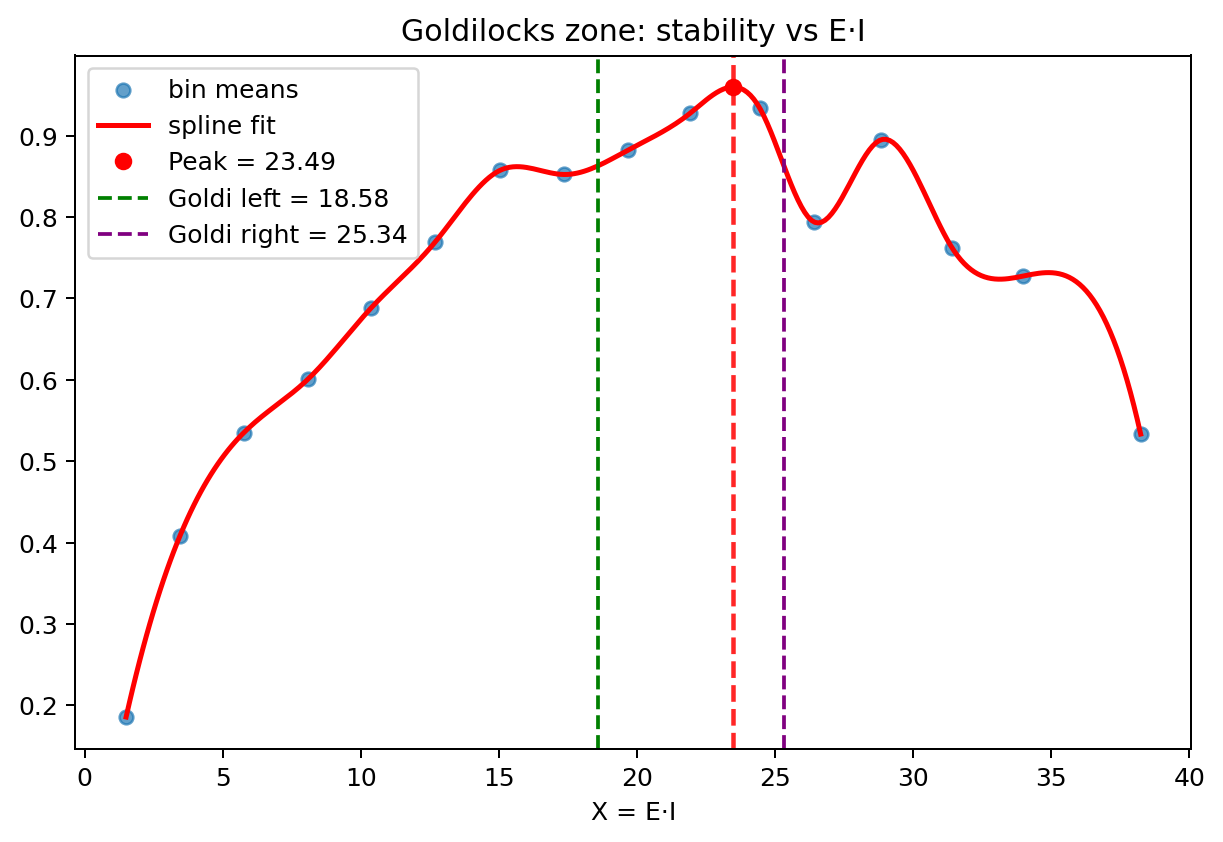 Goldilocks zone: stability vs E·I
bin means
spline fit
Peak = 23.49
Goldi left = 18.58
Goldi right = 25.34
0.9
0.8
0.7
0.6
0.5
0.4
0.3
0.2
0 5 10 15 20 25 30 35 40
X = E·I